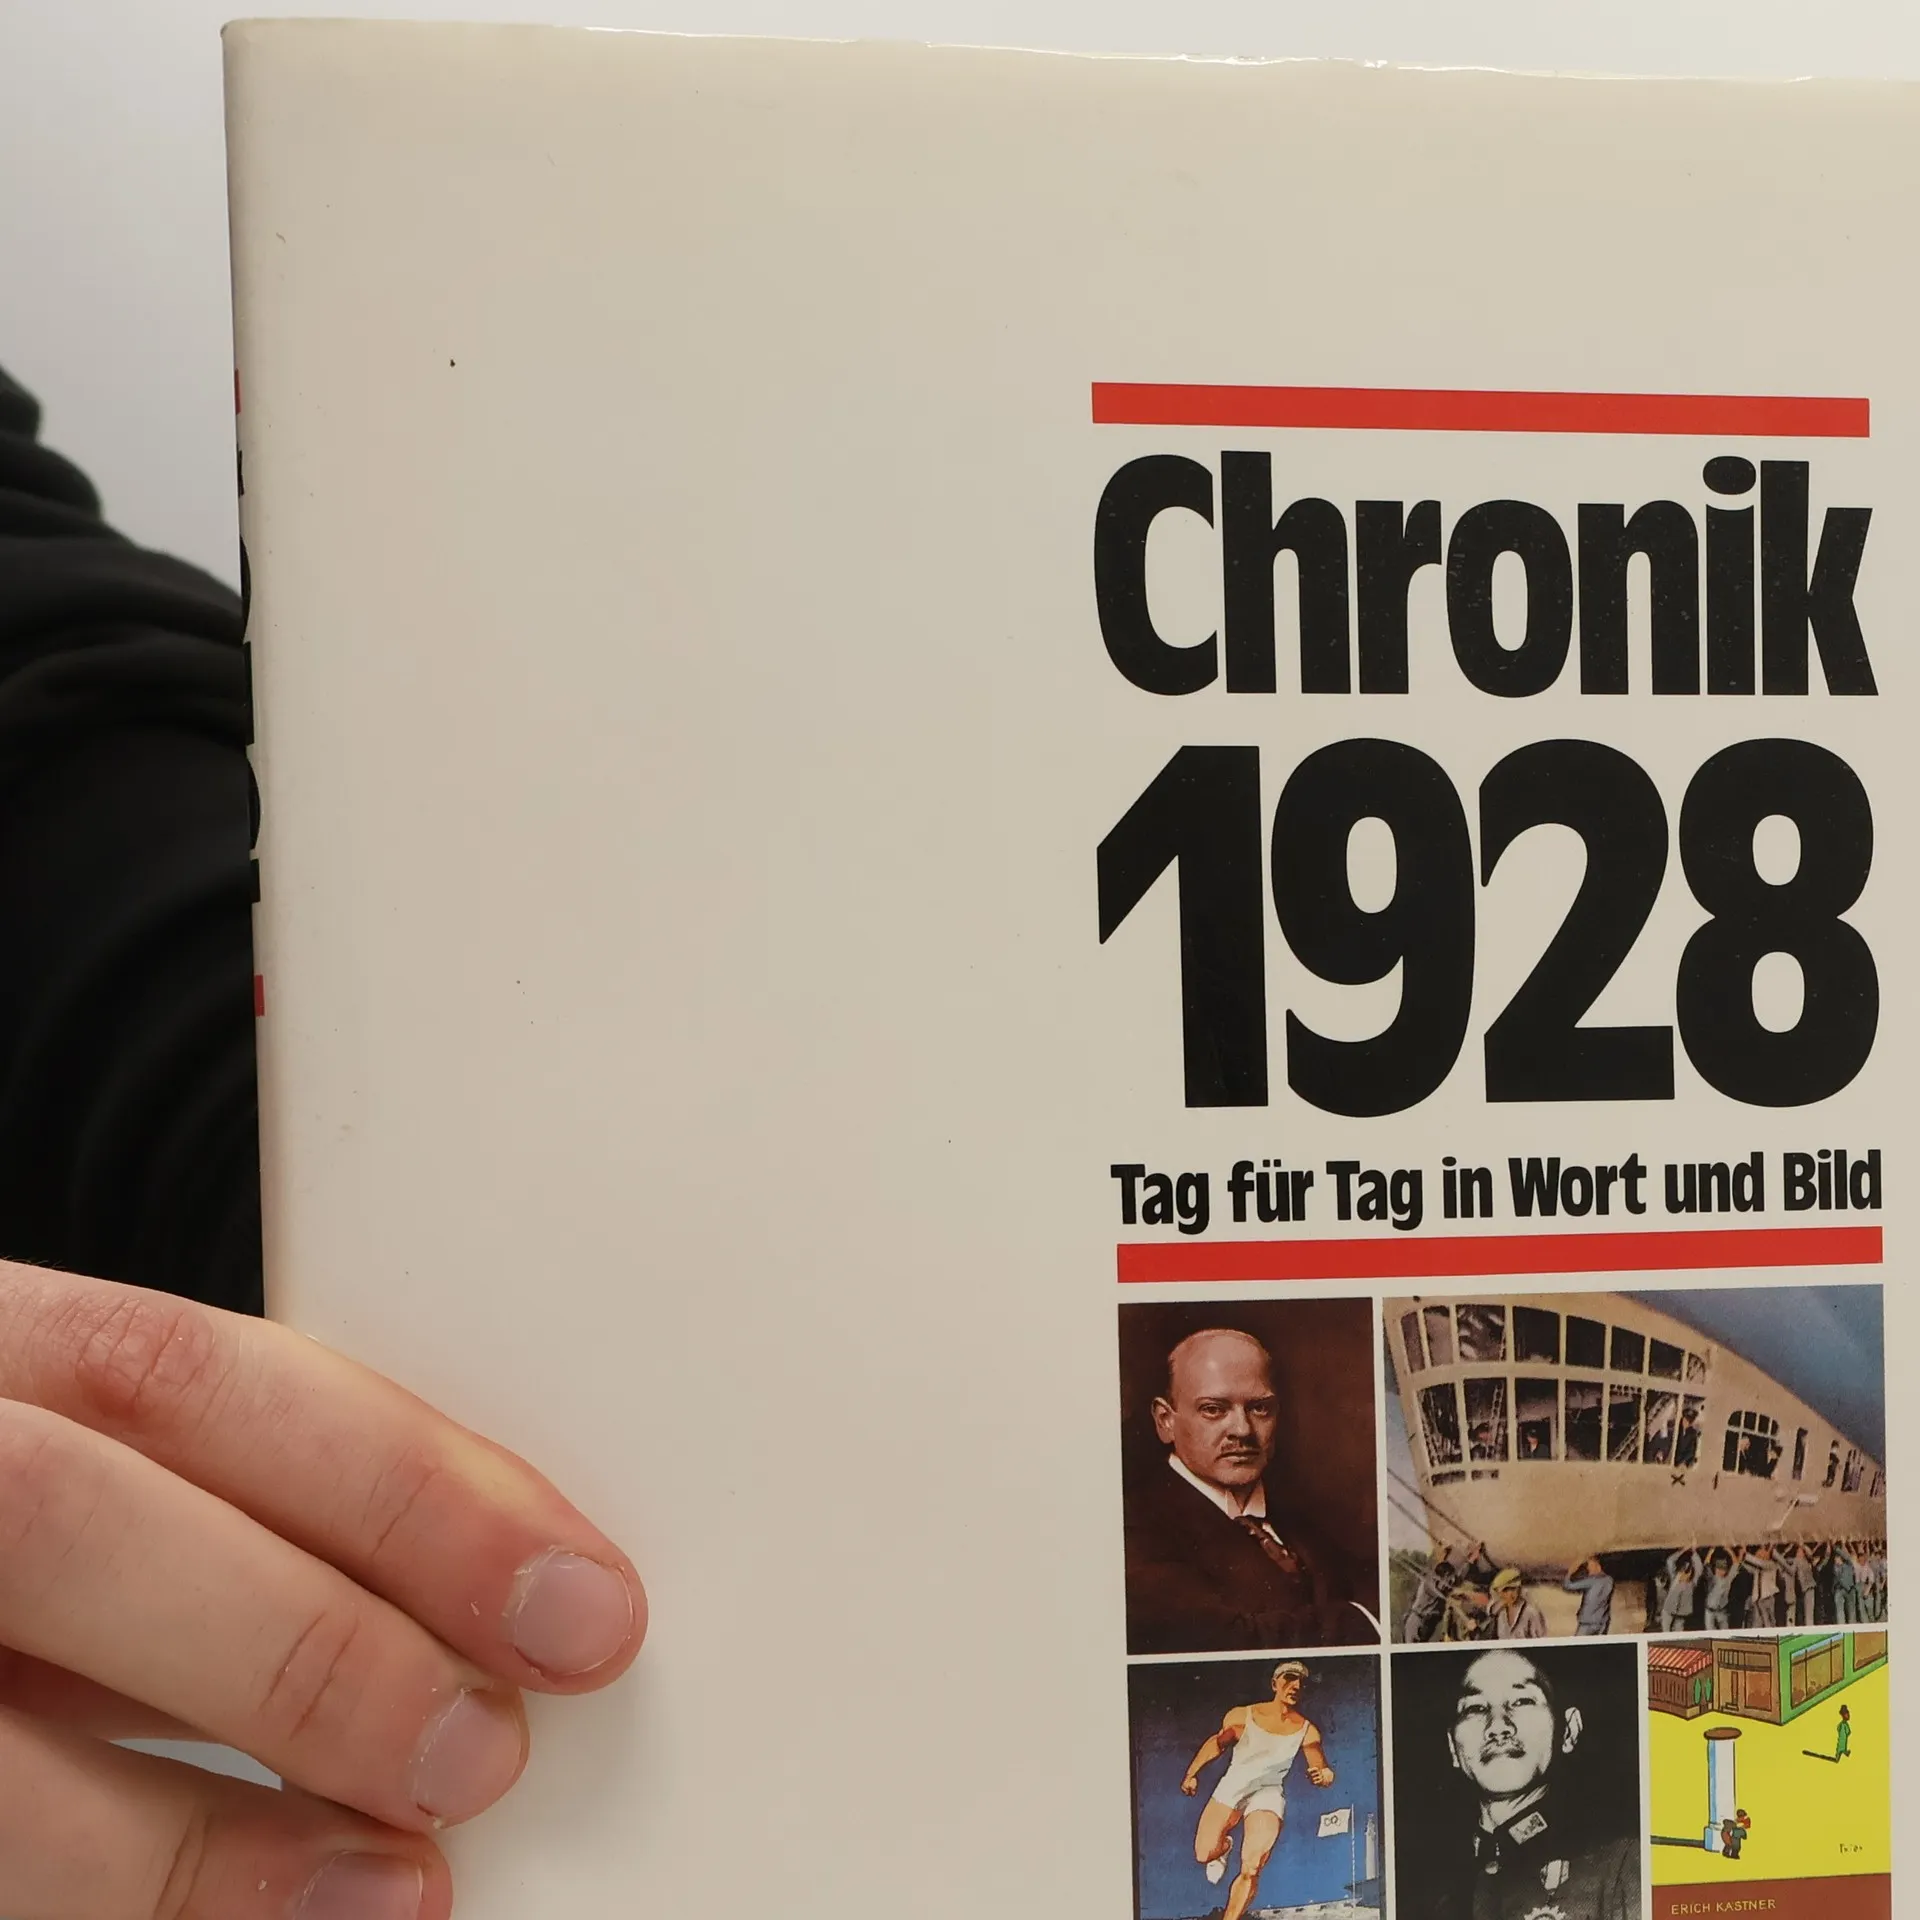 Chronik
1928
Tag für Tag in Wort und Bild
ERICH KÄSTNER